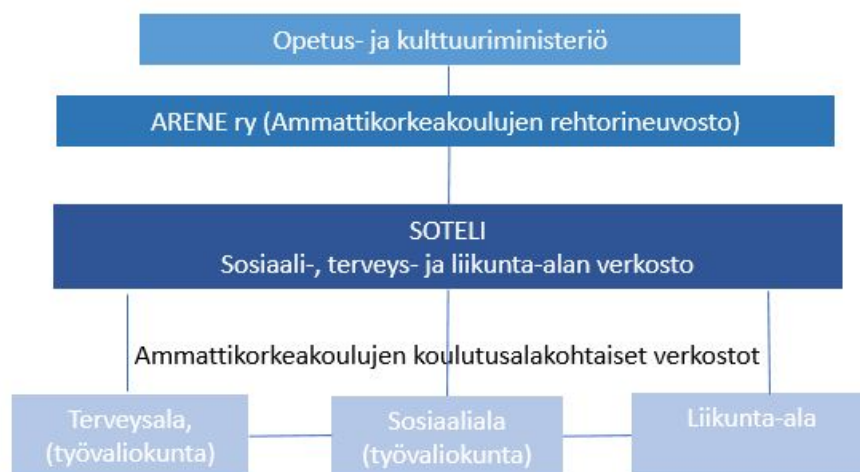 Opetus- ja kulttuuriministeriö
ARENE ry (Ammattikorkeakoulujen rehtorineuvosto)
SOTELI
Sosiaali-, terveys- ja liikunta-alan verkosto
Ammattikorkeakoulujen koulutusalakohtaiset verkostot
Terveysala,
(työvaliokunta)
Sosiaaliala
(työvaliokunta)
Liikunta-ala